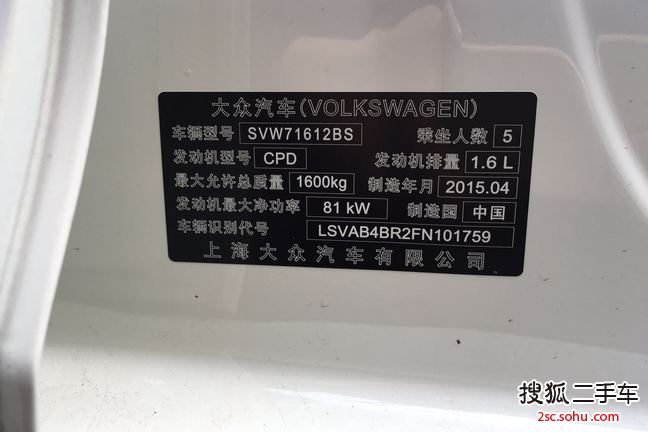 大众汽车(VOLKSWAGEN)
车辆型号 SVW71612BS 乘坐人数 5
发动机型号 CPD 发动机排量 1.6 L
最大允许总质量 1600kg 制造年月 2015.04
发动机最大净功率 81 kW 制造国 中国
车辆识别代号 LSVAB4BR2FN101759
上海大众汽车有限公司
搜狐二手车
2sc.sohu.com